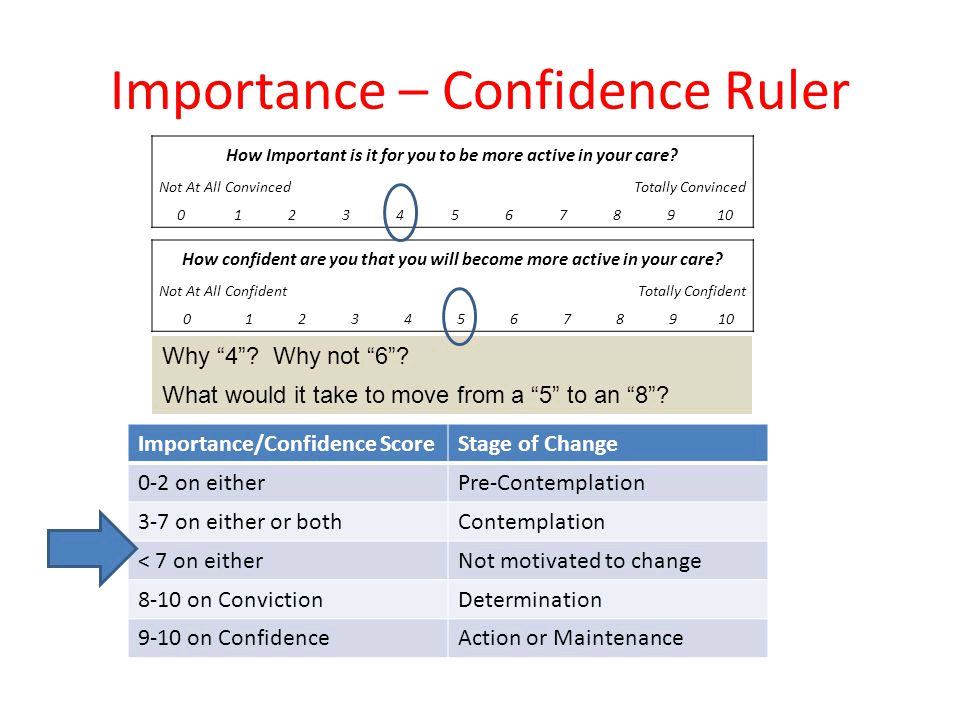 Importance – Confidence Ruler
How Important is it for you to be more active in your care?
Not At All Convinced Totally Convinced
0 1 2 3 4 5 6 7 8 9 10
How confident are you that you will become more active in your care?
Not At All Confident Totally Confident
0 1 2 3 4 5 6 7 8 9 10
Why “4”? Why not “6”?
What would it take to move from a “5” to an “8”?
Importance/Confidence Score Stage of Change
0-2 on either Pre-Contemplation
3-7 on either or both Contemplation
< 7 on either Not motivated to change
8-10 on Conviction Determination
9-10 on Confidence Action or Maintenance